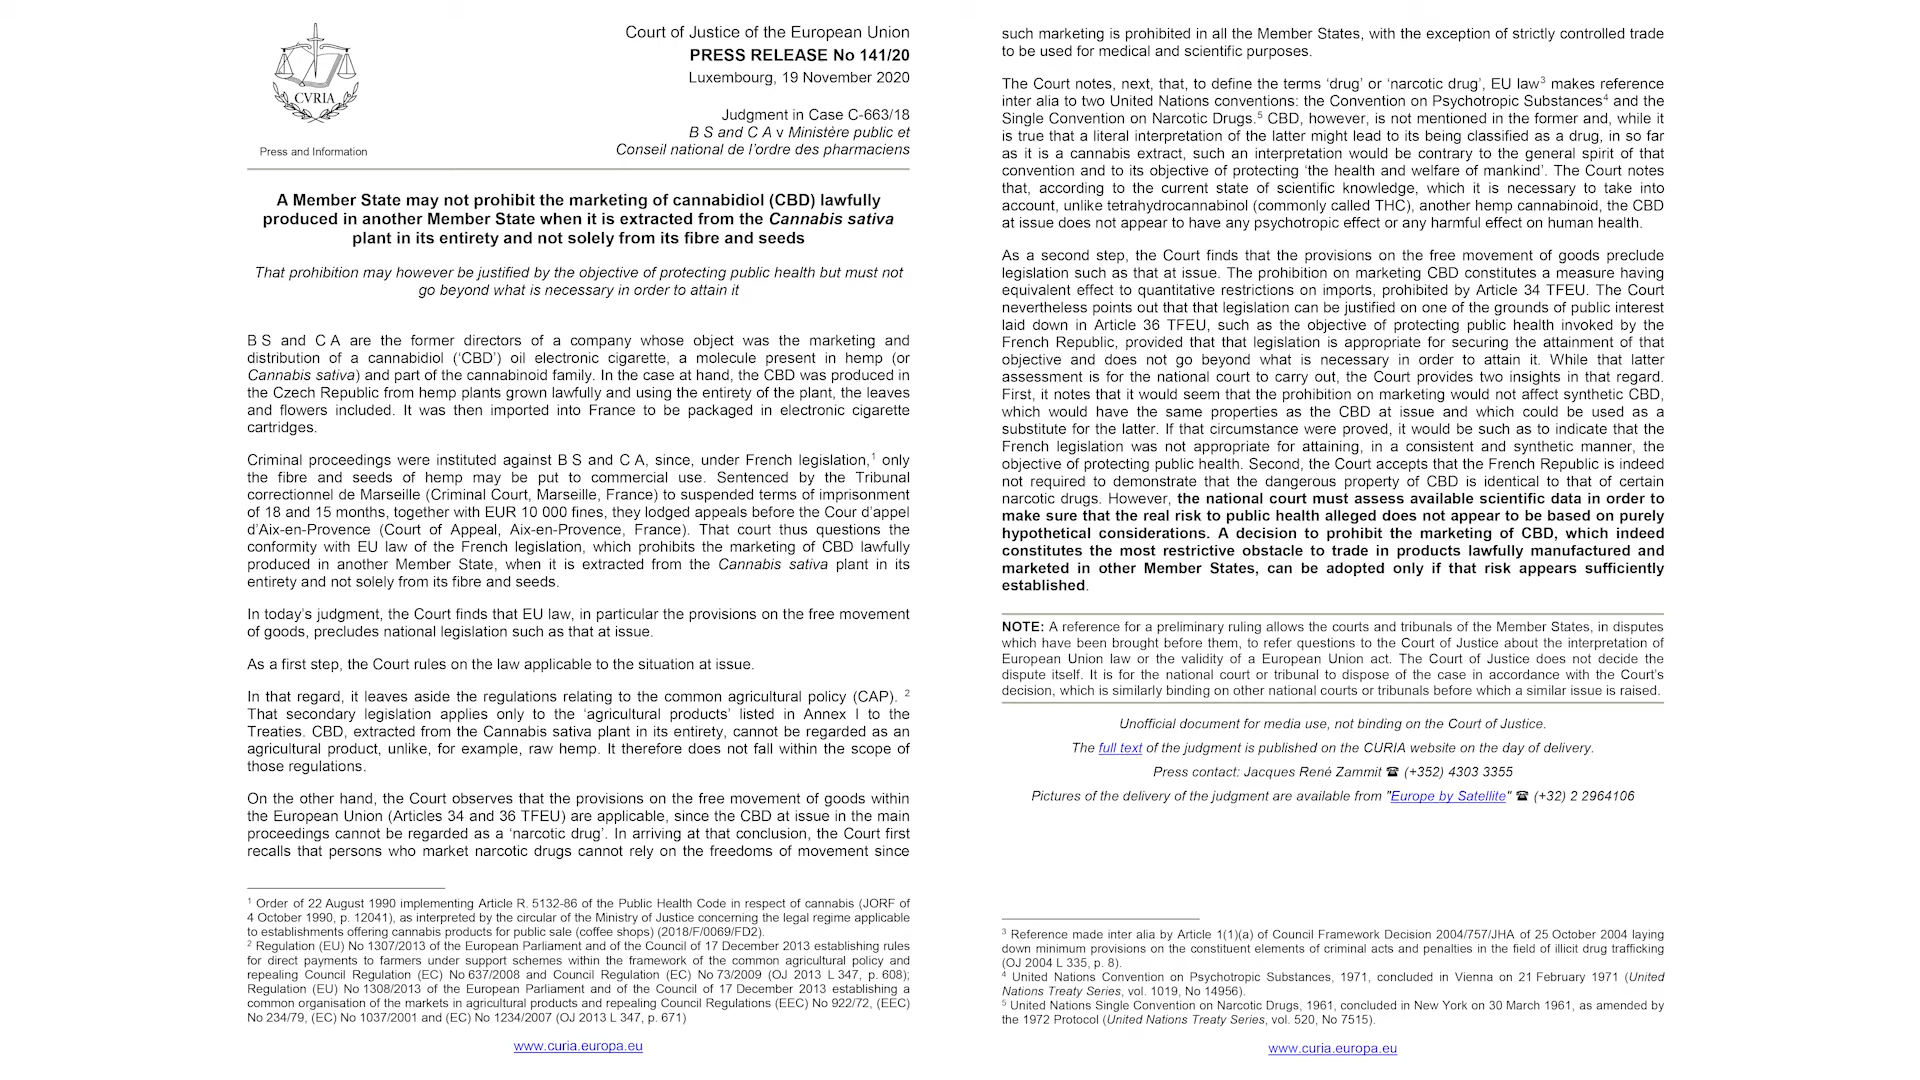 CVRIA
Press and Information
Court of Justice of the European Union
PRESS RELEASE No 141/20
Luxembourg, 19 November 2020
Judgment in Case C-663/18
B S and C A v Ministère public et
Conseil national de l'ordre des pharmaciens
A Member State may not prohibit the marketing of cannabidiol (CBD) lawfully
produced in another Member State when it is extracted from the Cannabis sativa
plant in its entirety and not solely from its fibre and seeds
That prohibition may however be justified by the objective of protecting public health but must not
go beyond what is necessary in order to attain it
B S and C A are the former directors of a company whose object was the marketing and
distribution of a cannabidiol ('CBD') oil electronic cigarette, a molecule present in hemp (or
Cannabis sativa) and part of the cannabinoid family. In the case at hand, the CBD was produced in
the Czech Republic from hemp plants grown lawfully and using the entirety of the plant, the leaves
and flowers included. It was then imported into France to be packaged in electronic cigarette
cartridges.
Criminal proceedings were instituted against B S and C A, since, under French legislation,1 only
the fibre and seeds of hemp may be put to commercial use. Sentenced by the Tribunal
correctionnel de Marseille (Criminal Court, Marseille, France) to suspended terms of imprisonment
of 18 and 15 months, together with EUR 10 000 fines, they lodged appeals before the Cour d'appel
d'Aix-en-Provence (Court of Appeal, Aix-en-Provence, France). That court thus questions the
conformity with EU law of the French legislation, which prohibits the marketing of CBD lawfully
produced in another Member State, when it is extracted from the Cannabis sativa plant in its
entirety and not solely from its fibre and seeds.
In today's judgment, the Court finds that EU law, in particular the provisions on the free movement
of goods, precludes national legislation such as that at issue.
As a first step, the Court rules on the law applicable to the situation at issue.
In that regard, it leaves aside the regulations relating to the common agricultural policy (CAP). 2
That secondary legislation applies only to the 'agricultural products' listed in Annex I to the
Treaties. CBD, extracted from the Cannabis sativa plant in its entirety, cannot be regarded as an
agricultural product, unlike, for example, raw hemp. It therefore does not fall within the scope of
those regulations.
On the other hand, the Court observes that the provisions on the free movement of goods within
the European Union (Articles 34 and 36 TFEU) are applicable, since the CBD at issue in the main
proceedings cannot be regarded as a 'narcotic drug'. In arriving at that conclusion, the Court first
recalls that persons who market narcotic drugs cannot rely on the freedoms of movement since
1 Order of 22 August 1990 implementing Article R. 5132-86 of the Public Health Code in respect of cannabis (JORF of
4 October 1990, p. 12041), as interpreted by the circular of the Ministry of Justice concerning the legal regime applicable
to establishments offering cannabis products for public sale (coffee shops) (2018/F/0069/FD2).
2 Regulation (EU) No 1307/2013 of the European Parliament and of the Council of 17 December 2013 establishing rules
for direct payments to farmers under support schemes within the framework of the common agricultural policy and
repealing Council Regulation (EC) No 637/2008 and Council Regulation (EC) No 73/2009 (OJ 2013 L 347, p. 608);
Regulation (EU) No 1308/2013 of the European Parliament and of the Council of 17 December 2013 establishing a
common organisation of the markets in agricultural products and repealing Council Regulations (EEC) No 922/72, (EEC)
No 234/79, (EC) No 1037/2001 and (EC) No 1234/2007 (OJ 2013 L 347, p. 671)
www.curia.europa.eu
such marketing is prohibited in all the Member States, with the exception of strictly controlled trade
to be used for medical and scientific purposes.
The Court notes, next, that, to define the terms 'drug' or 'narcotic drug', EU law3 makes reference
inter alia to two United Nations conventions: the Convention on Psychotropic Substances4 and the
Single Convention on Narcotic Drugs.5 CBD, however, is not mentioned in the former and, while it
is true that a literal interpretation of the latter might lead to its being classified as a drug, in so far
as it is a cannabis extract, such an interpretation would be contrary to the general spirit of that
convention and to its objective of protecting 'the health and welfare of mankind'. The Court notes
that, according to the current state of scientific knowledge, which it is necessary to take into
account, unlike tetrahydrocannabinol (commonly called THC), another hemp cannabinoid, the CBD
at issue does not appear to have any psychotropic effect or any harmful effect on human health.
As a second step, the Court finds that the provisions on the free movement of goods preclude
legislation such as that at issue. The prohibition on marketing CBD constitutes a measure having
equivalent effect to quantitative restrictions on imports, prohibited by Article 34 TFEU. The Court
nevertheless points out that that legislation can be justified on one of the grounds of public interest
laid down in Article 36 TFEU, such as the objective of protecting public health invoked by the
French Republic, provided that that legislation is appropriate for securing the attainment of that
objective and does not go beyond what is necessary in order to attain it. While that latter
assessment is for the national court to carry out, the Court provides two insights in that regard.
First, it notes that it would seem that the prohibition on marketing would not affect synthetic CBD,
which would have the same properties as the CBD at issue and which could be used as a
substitute for the latter. If that circumstance were proved, it would be such as to indicate that the
French legislation was not appropriate for attaining, in a consistent and synthetic manner, the
objective of protecting public health. Second, the Court accepts that the French Republic is indeed
not required to demonstrate that the dangerous property of CBD is identical to that of certain
narcotic drugs. However, the national court must assess available scientific data in order to
make sure that the real risk to public health alleged does not appear to be based on purely
hypothetical considerations. A decision to prohibit the marketing of CBD, which indeed
constitutes the most restrictive obstacle to trade in products lawfully manufactured and
marketed in other Member States, can be adopted only if that risk appears sufficiently
established.
NOTE: A reference for a preliminary ruling allows the courts and tribunals of the Member States, in disputes
which have been brought before them, to refer questions to the Court of Justice about the interpretation of
European Union law or the validity of a European Union act. The Court of Justice does not decide the
dispute itself. It is for the national court or tribunal to dispose of the case in accordance with the Court's
decision, which is similarly binding on other national courts or tribunals before which a similar issue is raised.
Unofficial document for media use, not binding on the Court of Justice.
The full text of the judgment is published on the CURIA website on the day of delivery.
Press contact: Jacques René Zammit ☎ (+352) 4303 3355
Pictures of the delivery of the judgment are available from "Europe by Satellite" ☎ (+32) 2 2964106
3 Reference made inter alia by Article 1(1)(a) of Council Framework Decision 2004/757/JHA of 25 October 2004 laying
down minimum provisions on the constituent elements of criminal acts and penalties in the field of illicit drug trafficking
(OJ 2004 L 335, p. 8).
4 United Nations Convention on Psychotropic Substances, 1971, concluded in Vienna on 21 February 1971 (United
Nations Treaty Series, vol. 1019, No 14956).
5 United Nations Single Convention on Narcotic Drugs, 1961, concluded in New York on 30 March 1961, as amended by
the 1972 Protocol (United Nations Treaty Series, vol. 520, No 7515).
www.curia.europa.eu